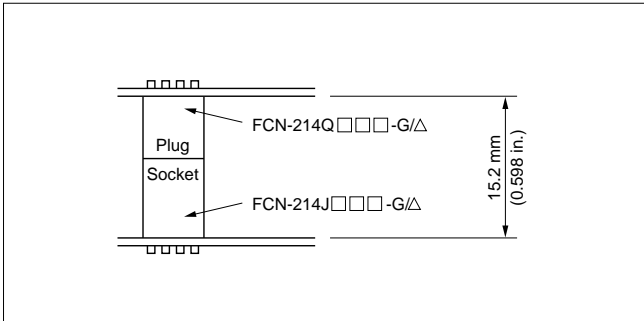 FCN-214Q□□□-G/△
Plug
Socket
FCN-214J□□□-G/△
15.2 mm
(0.598 in.)